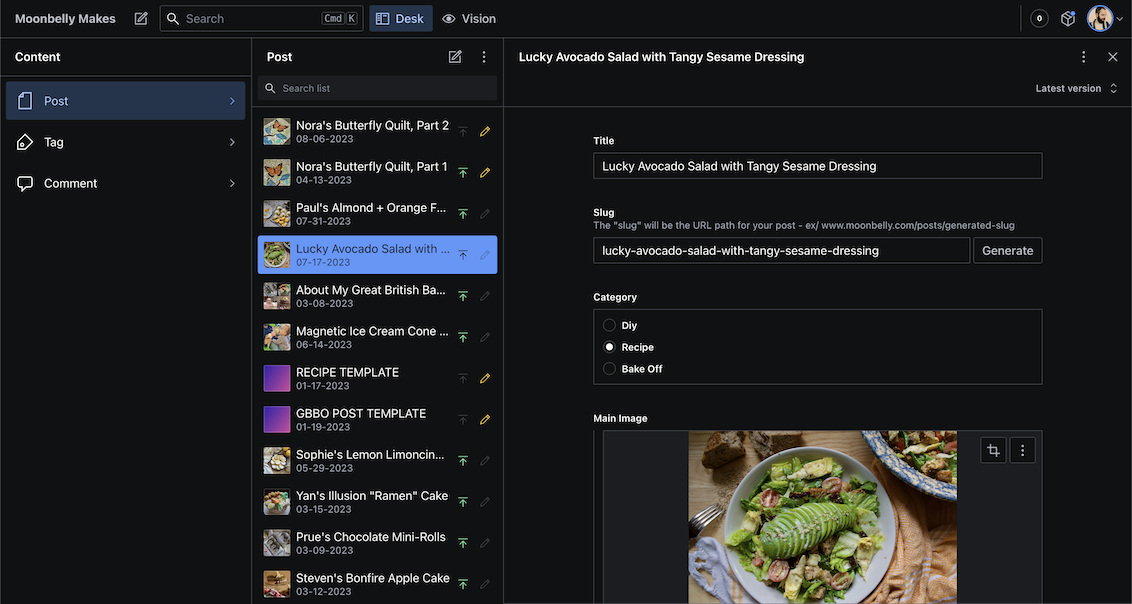 Moonbelly Makes
Search
Cmd K
Desk
Vision
0
Content
Post
Tag
Comment
Post
Search list
Nora's Butterfly Quilt, Part 2
08-06-2023
Nora's Butterfly Quilt, Part 1
04-13-2023
Paul's Almond + Orange F...
07-31-2023
Lucky Avocado Salad with ...
07-17-2023
About My Great British Ba...
03-08-2023
Magnetic Ice Cream Cone ...
06-14-2023
RECIPE TEMPLATE
01-17-2023
GBBO POST TEMPLATE
01-19-2023
Sophie's Lemon Limoncin...
05-29-2023
Yan's Illusion "Ramen" Cake
03-15-2023
Prue's Chocolate Mini-Rolls
03-09-2023
Steven's Bonfire Apple Cake
03-12-2023
Lucky Avocado Salad with Tangy Sesame Dressing
Latest version
Title
Lucky Avocado Salad with Tangy Sesame Dressing
Slug
The "slug" will be the URL path for your post - ex/ www.moonbelly.com/posts/generated-slug
lucky-avocado-salad-with-tangy-sesame-dressing
Generate
Category
Diy
Recipe
Bake Off
Main Image